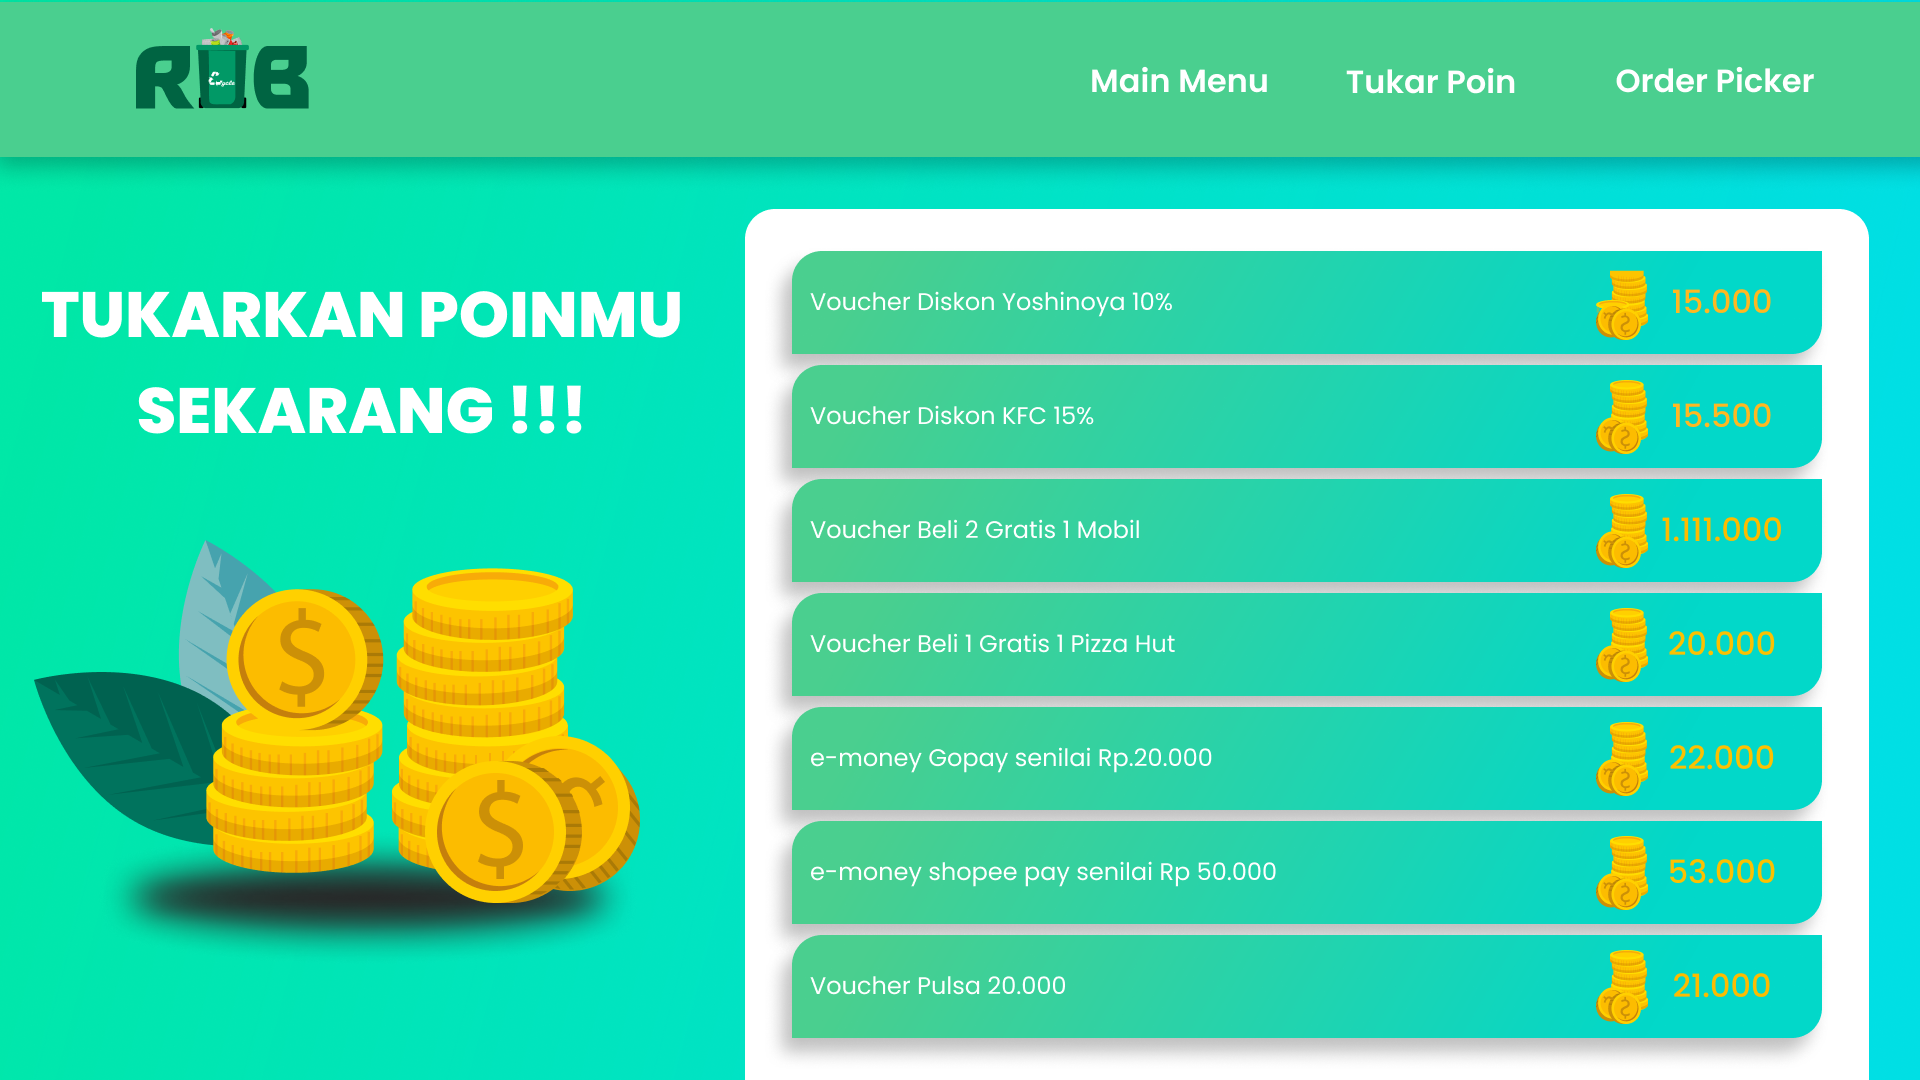 RUB
Main Menu
Tukar Poin
Order Picker
TUKARKAN POINMU
SEKARANG !!!
Voucher Diskon Yoshinoya 10%
15.000
Voucher Diskon KFC 15%
15.500
Voucher Beli 2 Gratis 1 Mobil
1.111.000
Voucher Beli 1 Gratis 1 Pizza Hut
20.000
e-money Gopay senilai Rp.20.000
22.000
e-money shopee pay senilai Rp 50.000
53.000
Voucher Pulsa 20.000
21.000